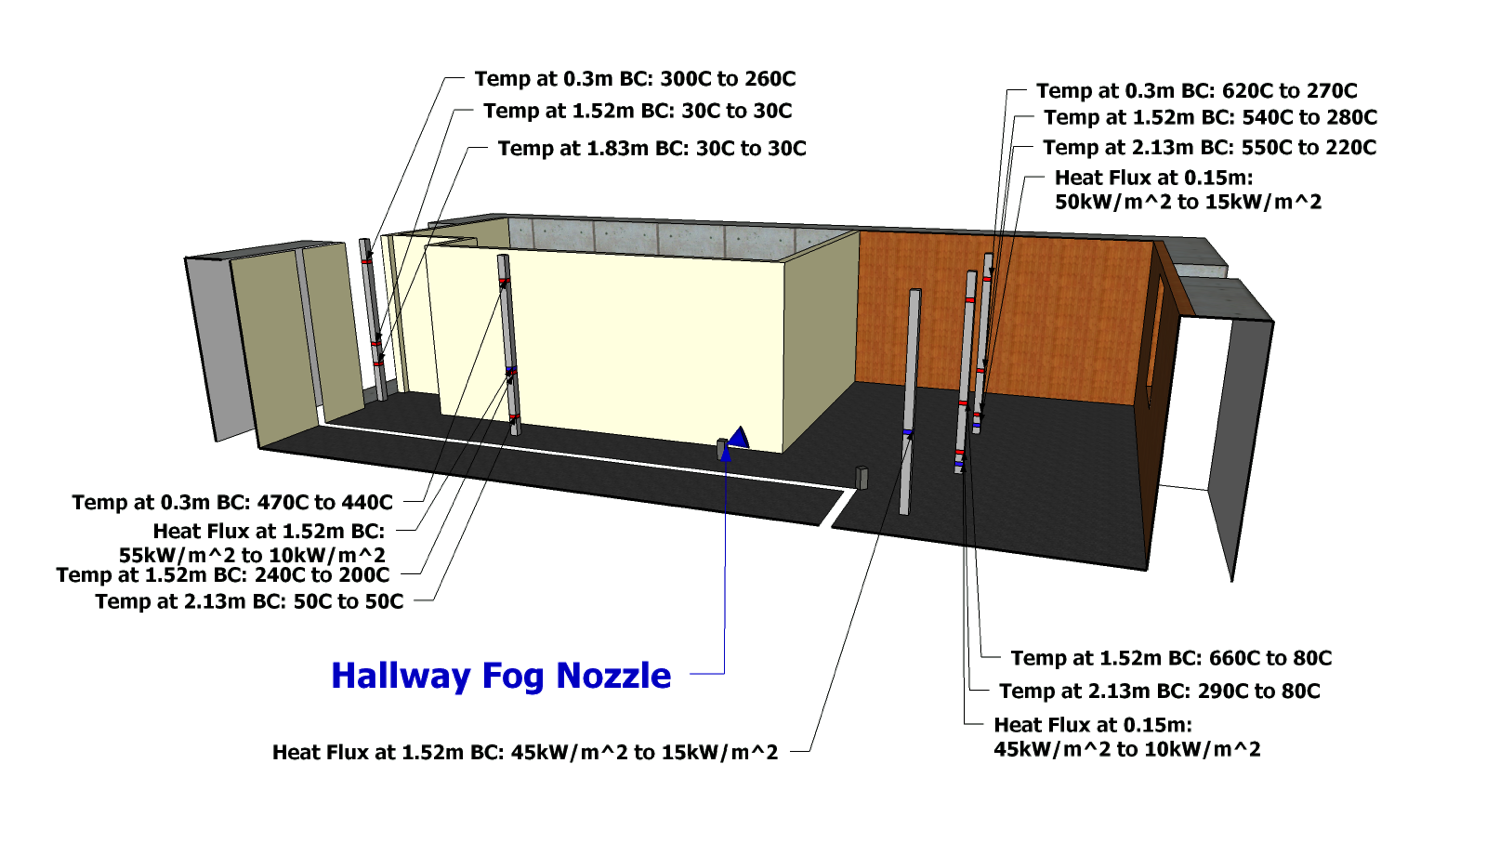 Temp at 0.3m BC: 300C to 260C
Temp at 1.52m BC: 30C to 30C
Temp at 1.83m BC: 30C to 30C
Temp at 0.3m BC: 620C to 270C
Temp at 1.52m BC: 540C to 280C
Temp at 2.13m BC: 550C to 220C
Heat Flux at 0.15m:
50kW/m^2 to 15kW/m^2
Temp at 0.3m BC: 470C to 440C
Heat Flux at 1.52m BC:
55kW/m^2 to 10kW/m^2
Temp at 1.52m BC: 240C to 200C
Temp at 2.13m BC: 50C to 50C
Hallway Fog Nozzle
Heat Flux at 1.52m BC: 45kW/m^2 to 15kW/m^2
Temp at 1.52m BC: 660C to 80C
Temp at 2.13m BC: 290C to 80C
Heat Flux at 0.15m:
45kW/m^2 to 10kW/m^2